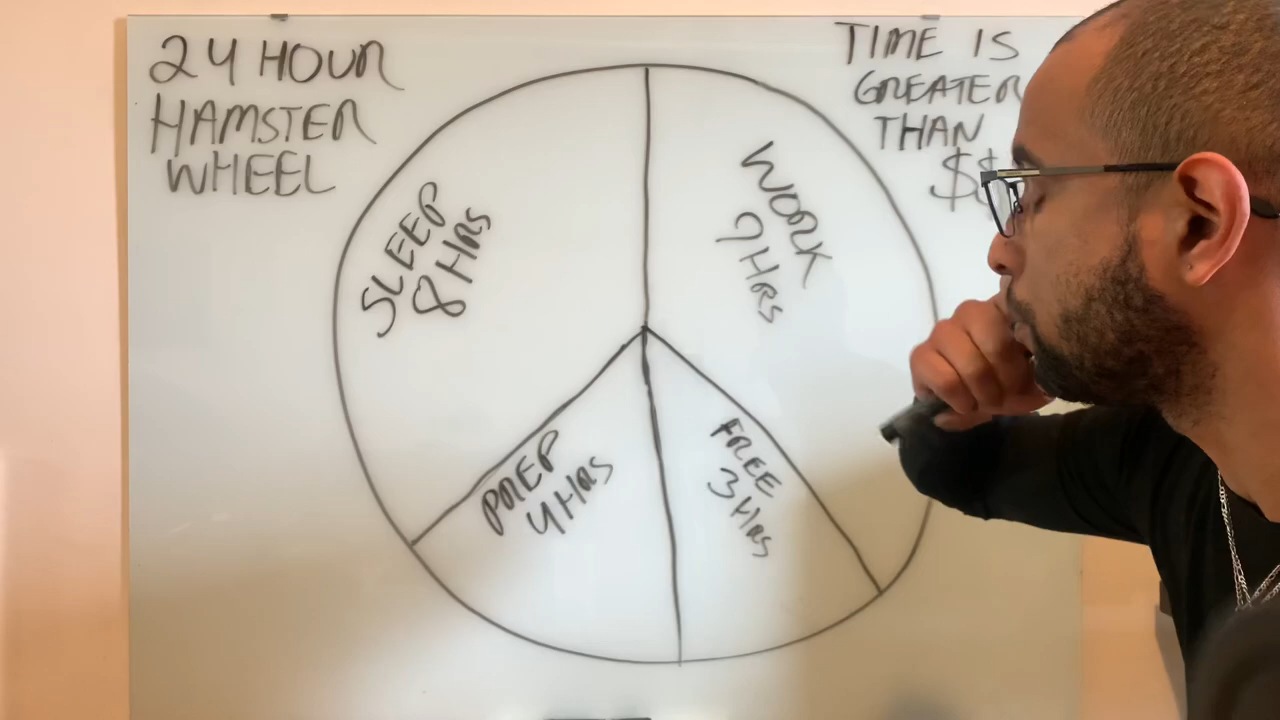 24 HOUR
HAMSTER
WHEEL
TIME IS
GREATER
THAN
$$
SLEEP
8 HRS
WORK
9 HRS
PREP
4 HRS
FREE
3 HRS